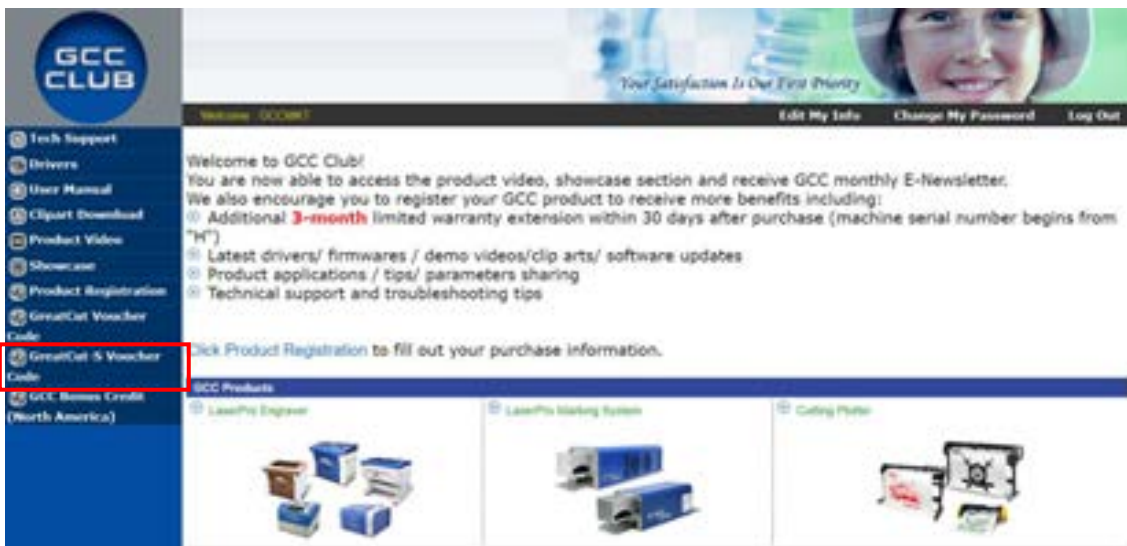 GCC
CLUB
Your Satisfaction Is Our First Priority
Welcome
Edit My Info Change My Password Log Out
Tech Support
Drivers
User Manual
Clipart Download
Product Video
Showcase
Product Registration
GreatCut Voucher
Code
GreatCut-S Voucher
Code
GCC Bonus Credit
(North America)
Welcome to GCC Club!
You are now able to access the product video, showcase section and receive GCC monthly E-Newsletter.
We also encourage you to register your GCC product to receive more benefits including:
Additional 3-month limited warranty extension within 30 days after purchase (machine serial number begins from
"H")
Latest drivers/ firmwares / demo videos/clip arts/ software updates
Product applications / tips/ parameters sharing
Technical support and troubleshooting tips
Click Product Registration to fill out your purchase information.
GCC Products
LaserPro Engraver
LaserPro Marking System
Cutting Plotter